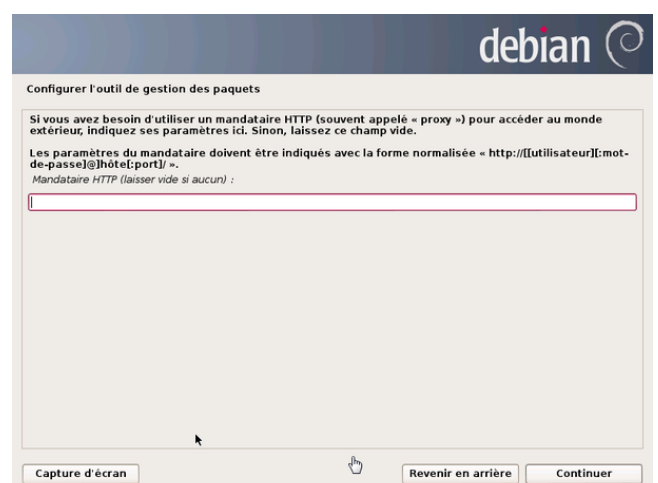 debian
Configurer l'outil de gestion des paquets
Si vous avez besoin d'utiliser un mandataire HTTP (souvent appelé « proxy ») pour accéder au monde
extérieur, indiquez ses paramètres ici. Sinon, laissez ce champ vide.
Les paramètres du mandataire doivent être indiqués avec la forme normalisée « http://[[utilisateur][:mot-
de-passe]@]hôte[:port]/ ».
Mandataire HTTP (laisser vide si aucun) :
Capture d'écran
Revenir en arrière
Continuer